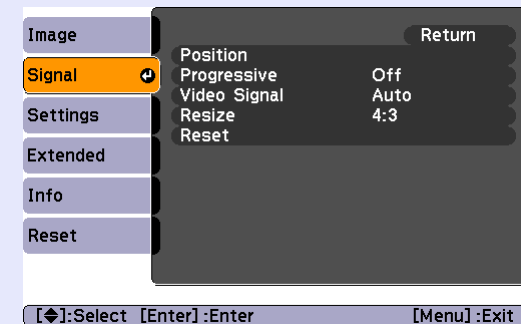 Image
Signal
Settings
Extended
Info
Reset
Return
Position
Progressive Off
Video Signal Auto
Resize 4:3
Reset
[◆]:Select [Enter]:Enter [Menu]:Exit